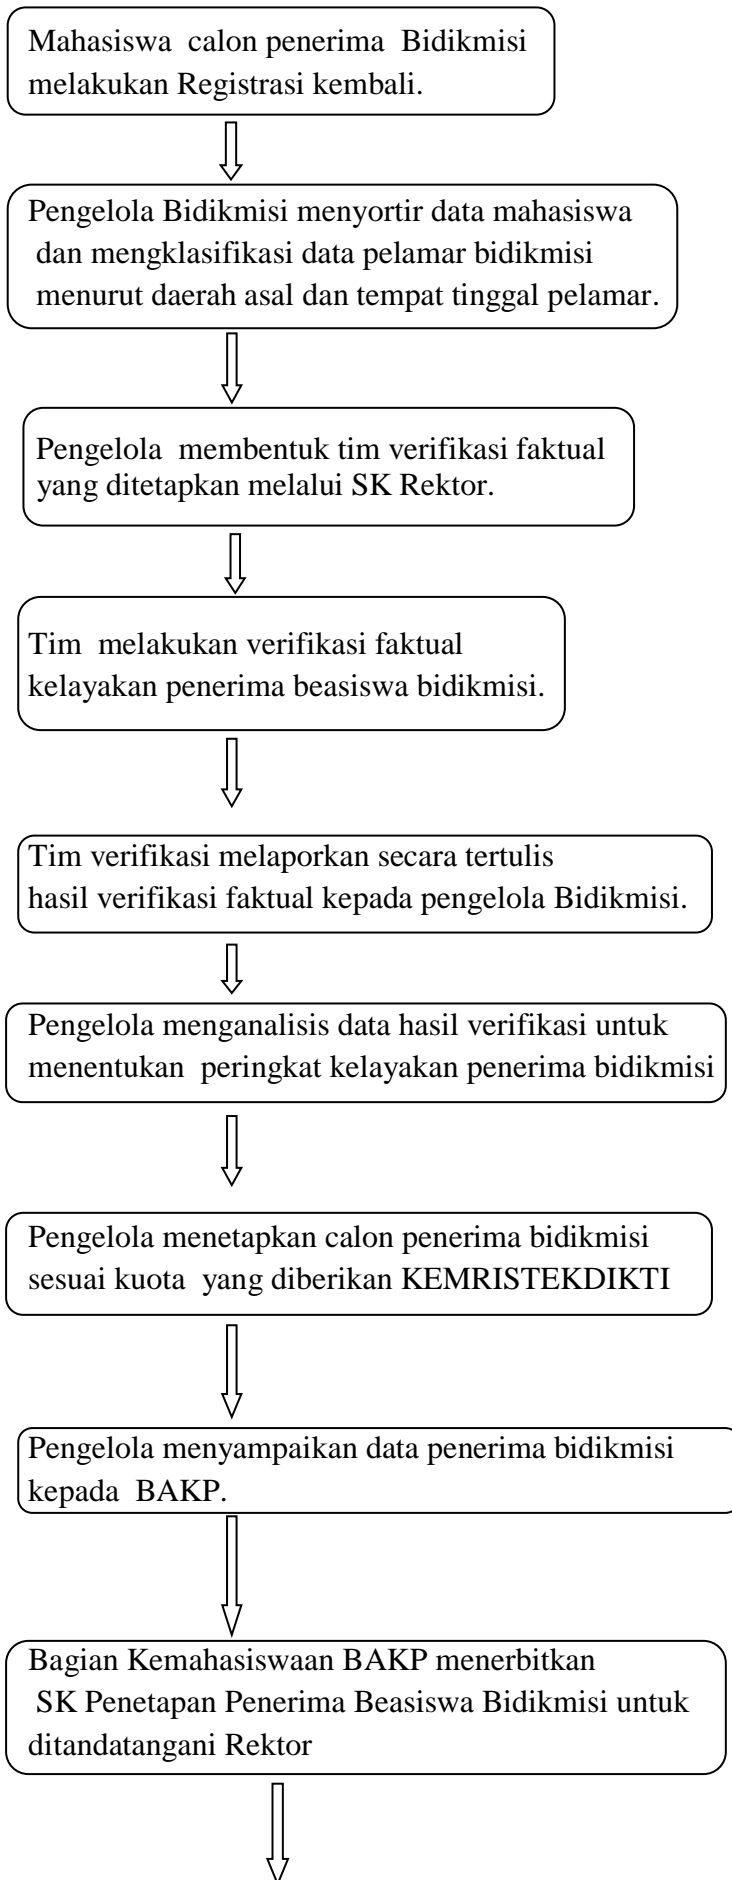 Mahasiswa calon penerima Bidikmisi
melakukan Registrasi kembali.
Pengelola Bidikmisi menyortir data mahasiswa
dan mengklasifikasi data pelamar bidikmisi
menurut daerah asal dan tempat tinggal pelamar.
Pengelola membentuk tim verifikasi faktual
yang ditetapkan melalui SK Rektor.
Tim melakukan verifikasi faktual
kelayakan penerima beasiswa bidikmisi.
Tim verifikasi melaporkan secara tertulis
hasil verifikasi faktual kepada pengelola Bidikmisi.
Pengelola menganalisis data hasil verifikasi untuk
menentukan peringkat kelayakan penerima bidikmisi
Pengelola menetapkan calon penerima bidikmisi
sesuai kuota yang diberikan KEMRISTEKDIKTI
Pengelola menyampaikan data penerima bidikmisi
kepada BAKP.
Bagian Kemahasiswaan BAKP menerbitkan
SK Penetapan Penerima Beasiswa Bidikmisi untuk
ditandatangani Rektor